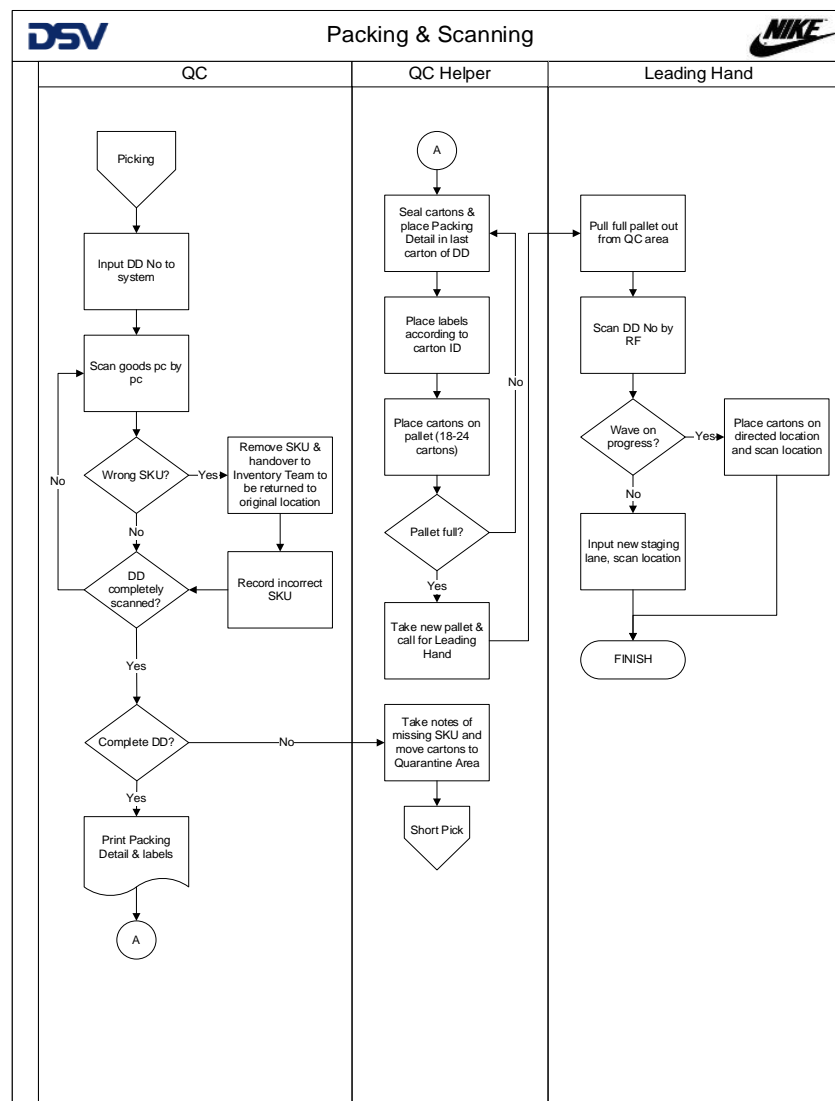 DSV
Packing & Scanning
NIKE
QC
QC Helper
Leading Hand
Picking
Input DD No to
system
Scan goods pc by
pc
Wrong SKU?
Yes
Remove SKU &
handover to
Inventory Team to
be returned to
original location
No
No
DD
completely
scanned?
Record incorrect
SKU
Yes
Complete DD?
No
Yes
Print Packing
Detail & labels
A
A
Seal cartons &
place Packing
Detail in last
carton of DD
Place labels
according to
carton ID
No
Place cartons on
pallet (18-24
cartons)
Pallet full?
Yes
Take new pallet &
call for Leading
Hand
Take notes of
missing SKU and
move cartons to
Quarantine Area
Short Pick
Pull full pallet out
from QC area
Scan DD No by
RF
Wave on
progress?
Yes
Place cartons on
directed location
and scan location
No
Input new staging
lane, scan location
FINISH